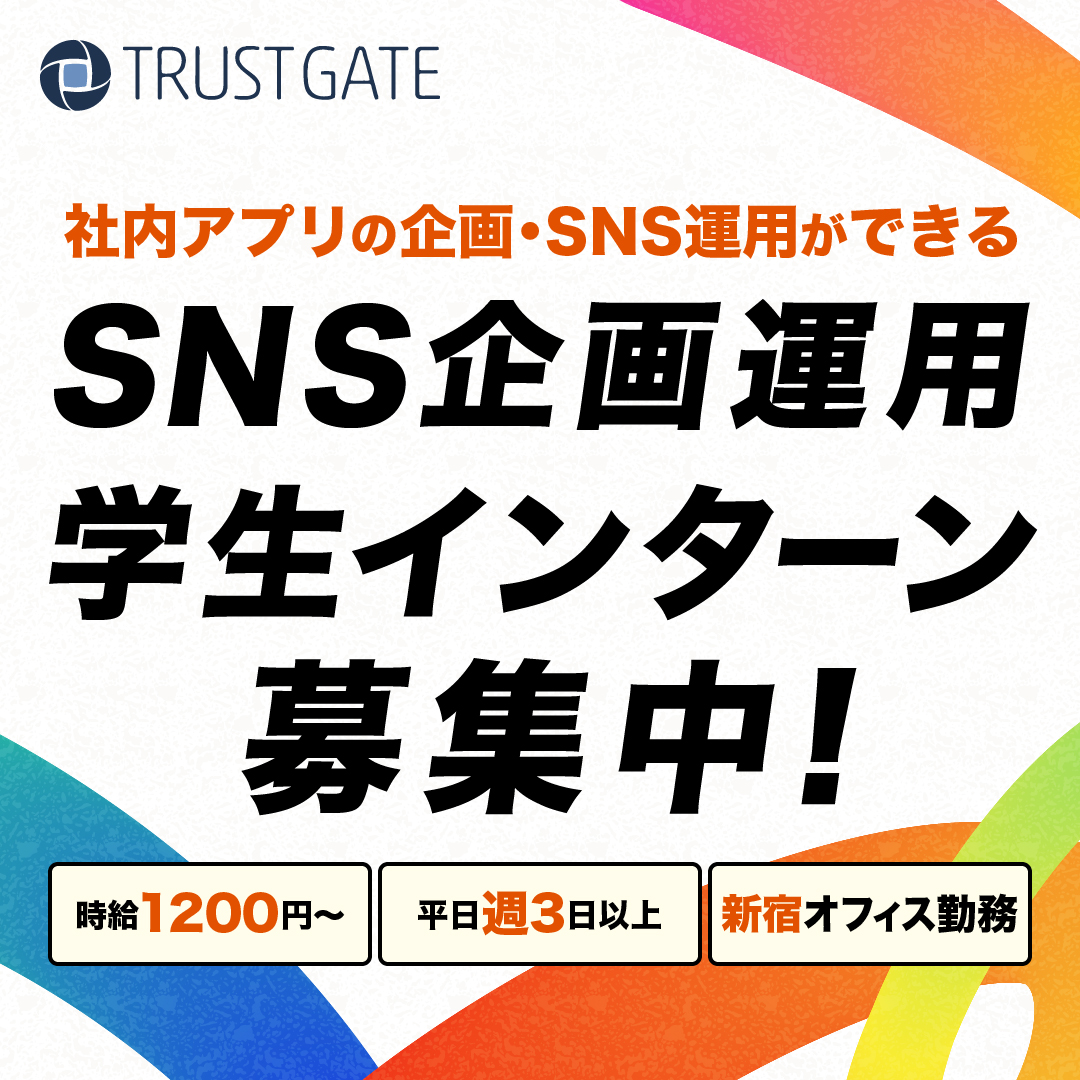 TRUST GATE
社内アプリの企画・SNS運用ができる
SNS企画運用
学生インターン
募集中!
時給1200円〜
平日週3日以上
新宿オフィス勤務